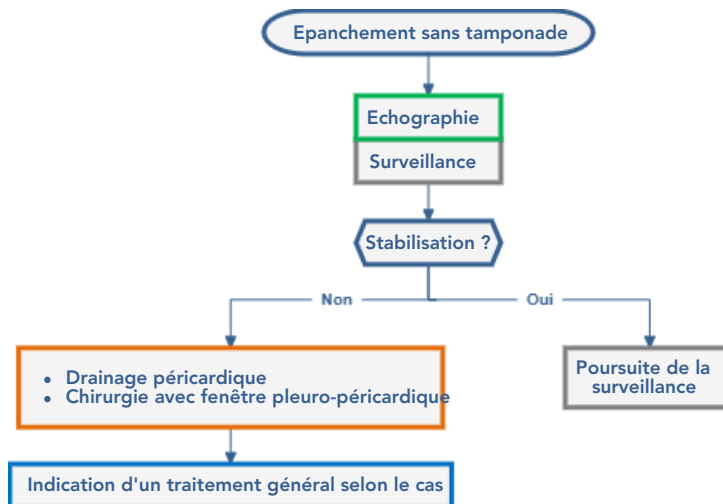 Epanchement sans tamponade
Echographie
Surveillance
Stabilisation ?
Non
Oui
• Drainage péricardique
• Chirurgie avec fenêtre pleuro-péricardique
Poursuite de la
surveillance
Indication d'un traitement général selon le cas